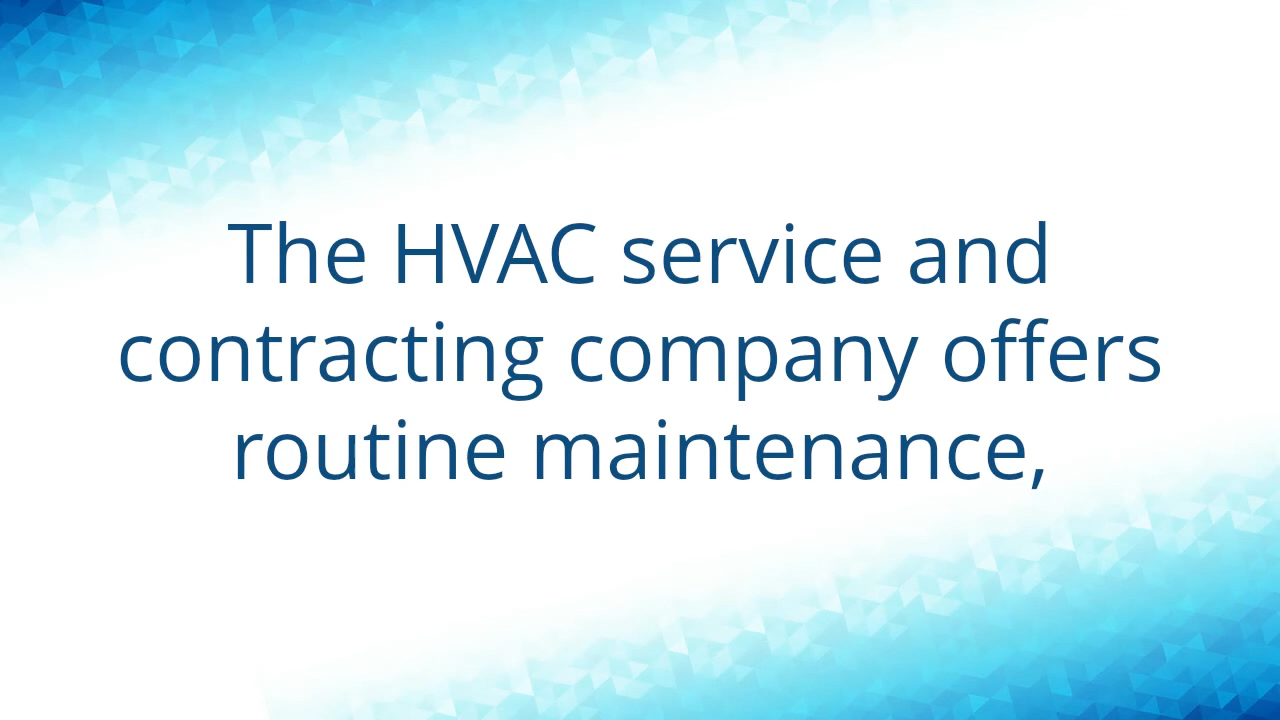 The HVAC service and
contracting company offers
routine maintenance,